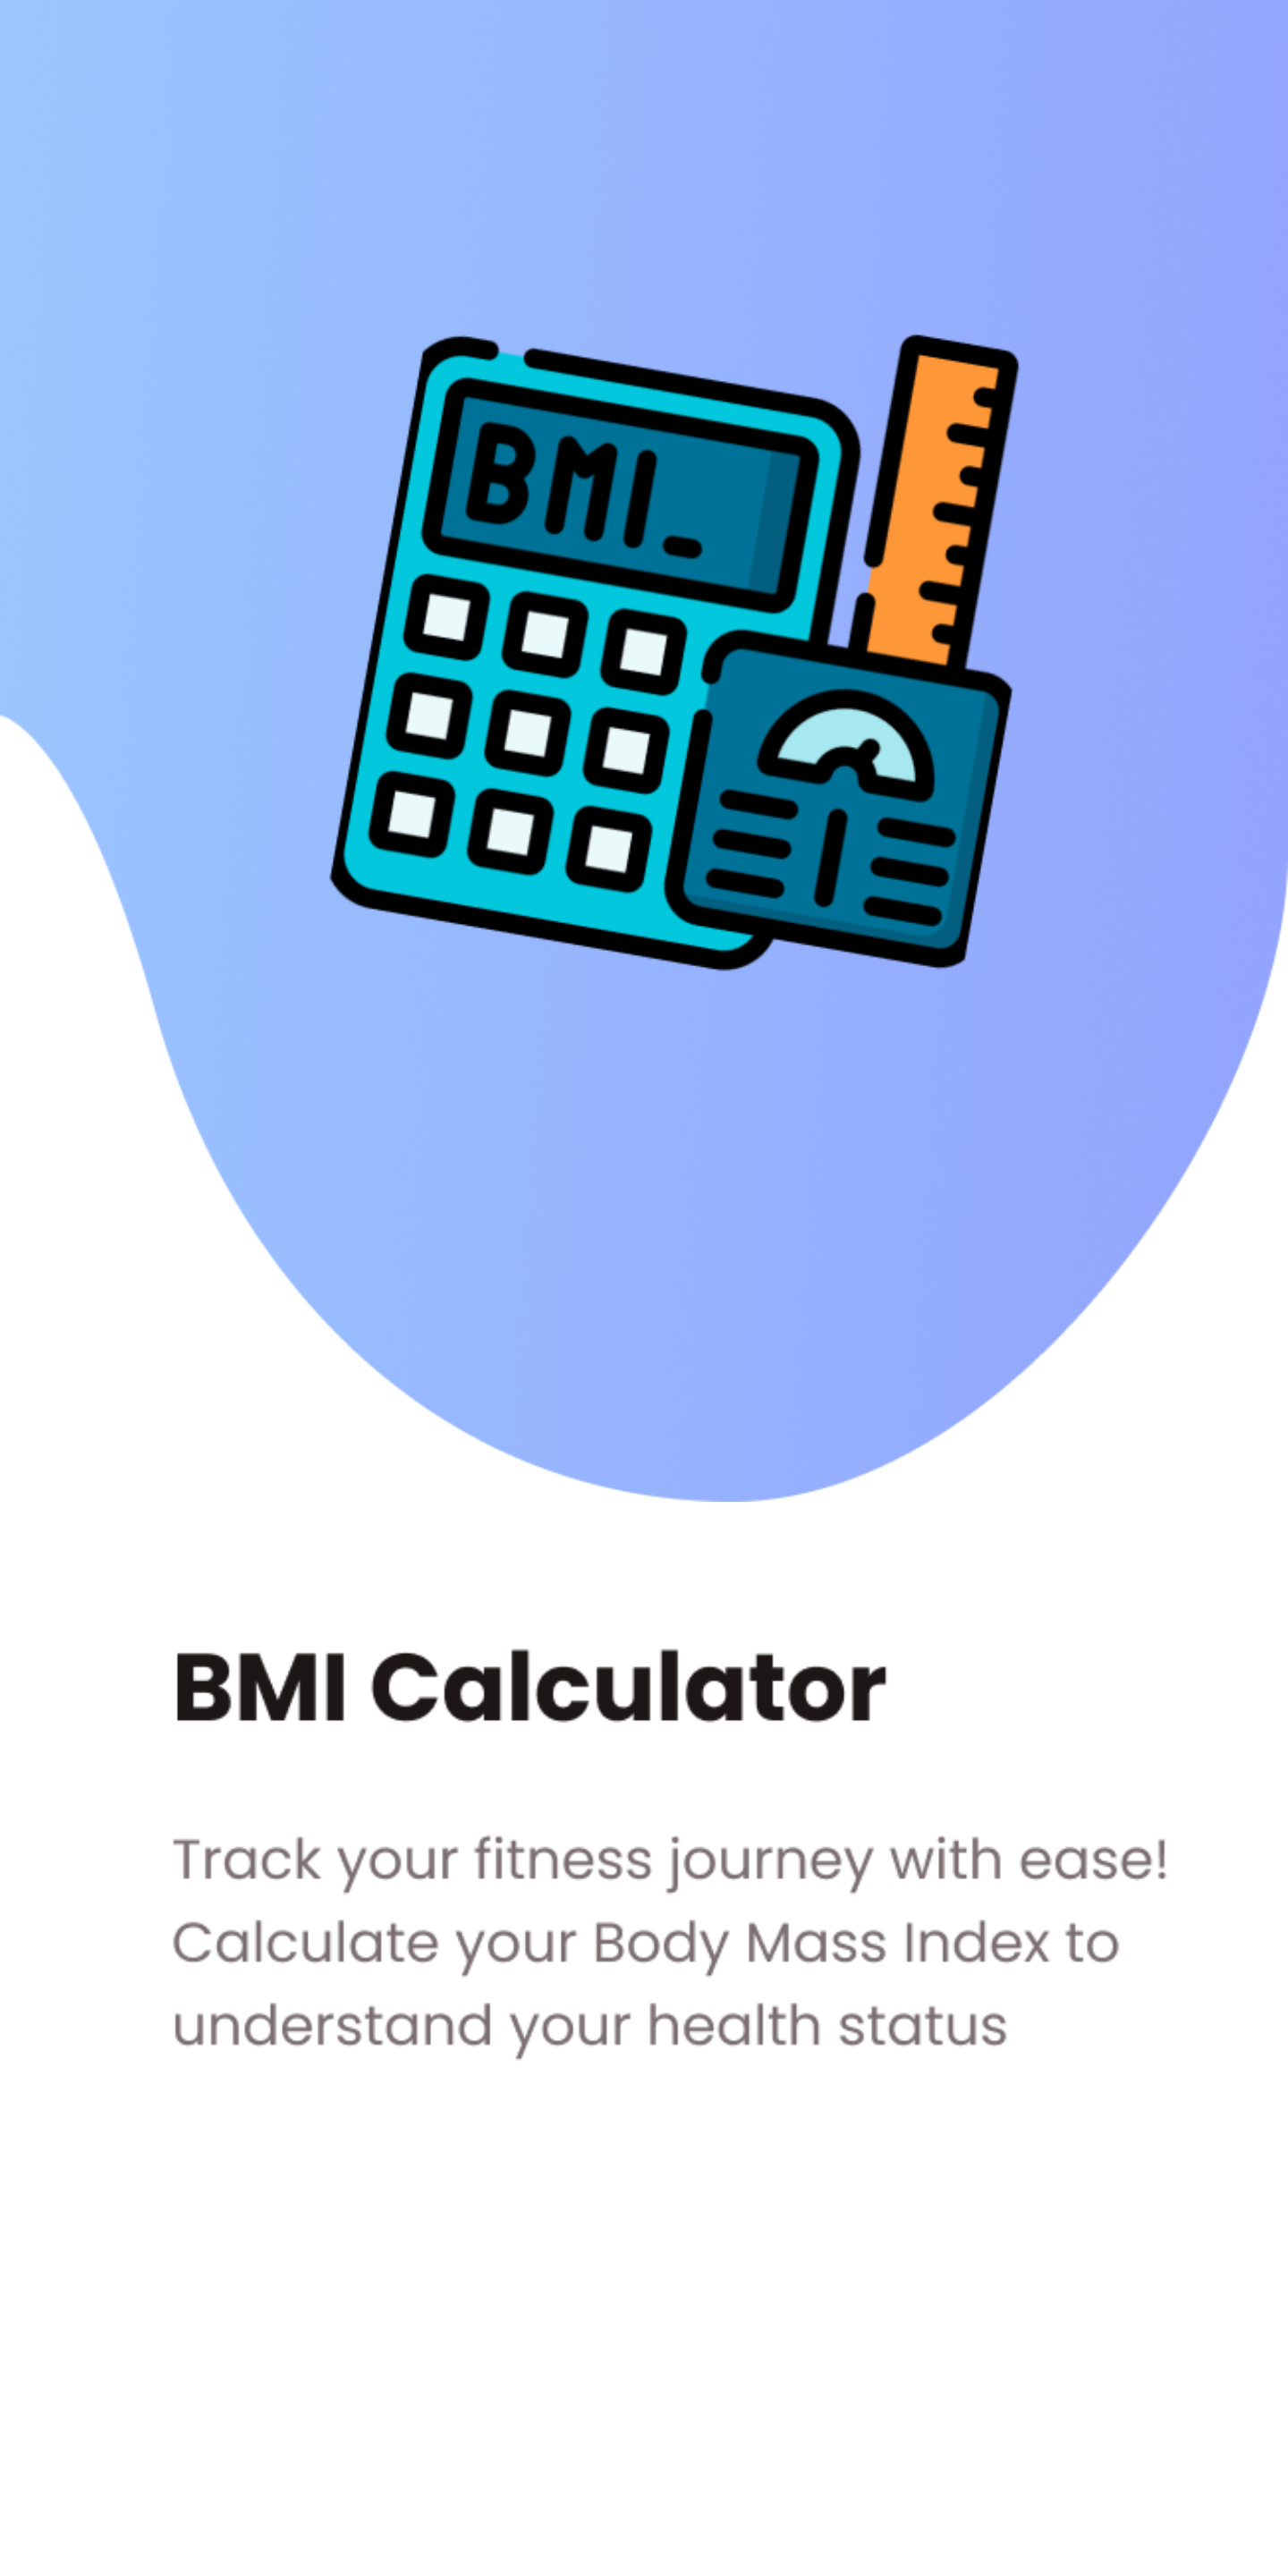 BMI_
BMI Calculator
Track your fitness journey with ease!
Calculate your Body Mass Index to
understand your health status